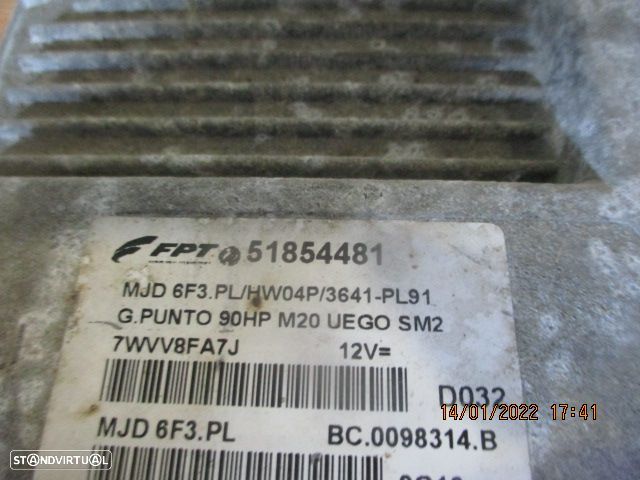 FPT 51854481
MJD 6F3.PL/HW04P/3641-PL91
G.PUNTO 90HP M20 UEGO SM2
7WVV8FA7J 12V=
D032
14/01/2022 17:41
MJD 6F3.PL BC.0098314.B
STANDVIRTUAL